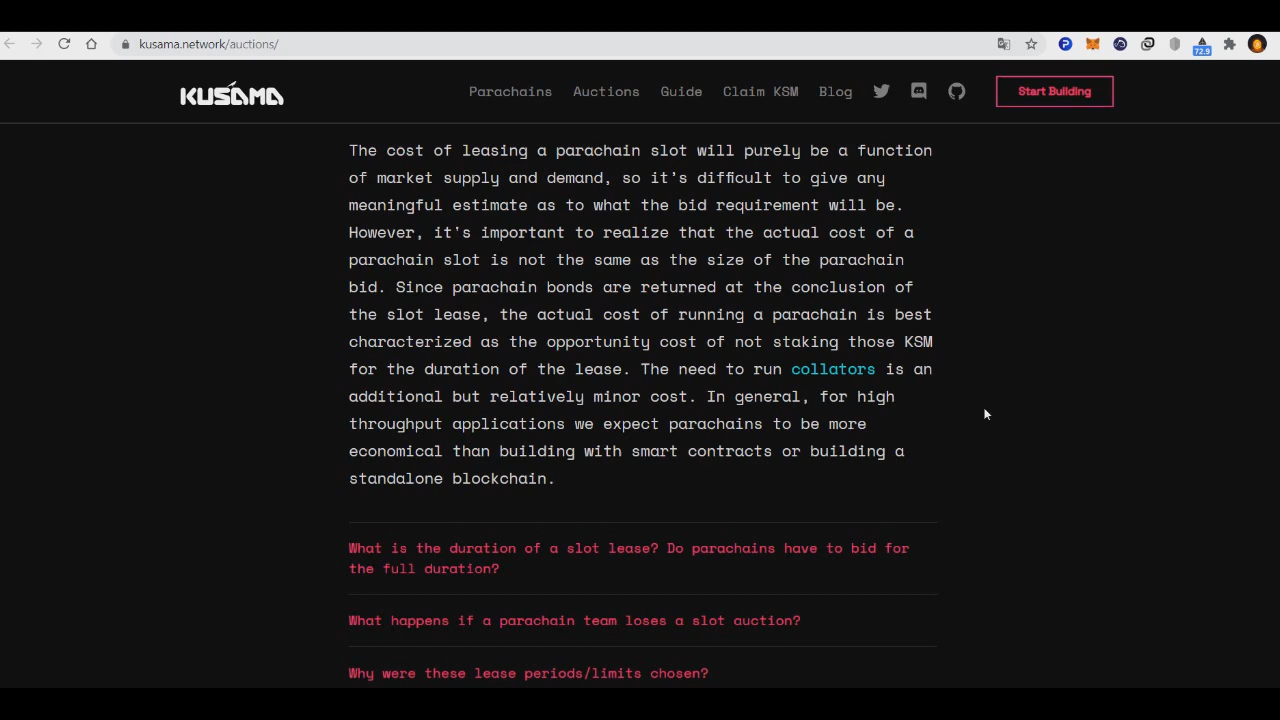 kusama.network/auctions/
72.9
KUSAMA
Parachains Auctions Guide Claim KSM Blog Start Building
The cost of leasing a parachain slot will purely be a function
of market supply and demand, so it’s difficult to give any
meaningful estimate as to what the bid requirement will be.
However, it's important to realize that the actual cost of a
parachain slot is not the same as the size of the parachain
bid. Since parachain bonds are returned at the conclusion of
the slot lease, the actual cost of running a parachain is best
characterized as the opportunity cost of not staking those KSM
for the duration of the lease. The need to run collators is an
additional but relatively minor cost. In general, for high
throughput applications we expect parachains to be more
economical than building with smart contracts or building a
standalone blockchain.
What is the duration of a slot lease? Do parachains have to bid for
the full duration?
What happens if a parachain team loses a slot auction?
Why were these lease periods/limits chosen?